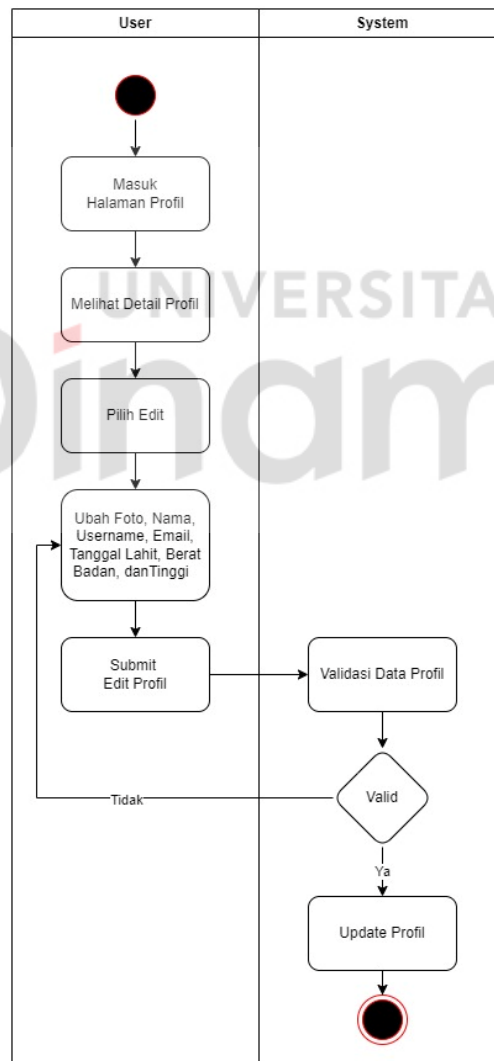 User
System
Masuk
Halaman Profil
UNIVERSITA
Melihat Detail Profil
Dinam
Pilih Edit
Ubah Foto, Nama,
Username, Email,
Tanggal Lahit, Berat
Badan, danTinggi
Submit
Edit Profil
Validasi Data Profil
Valid
Tidak
Ya
Update Profil